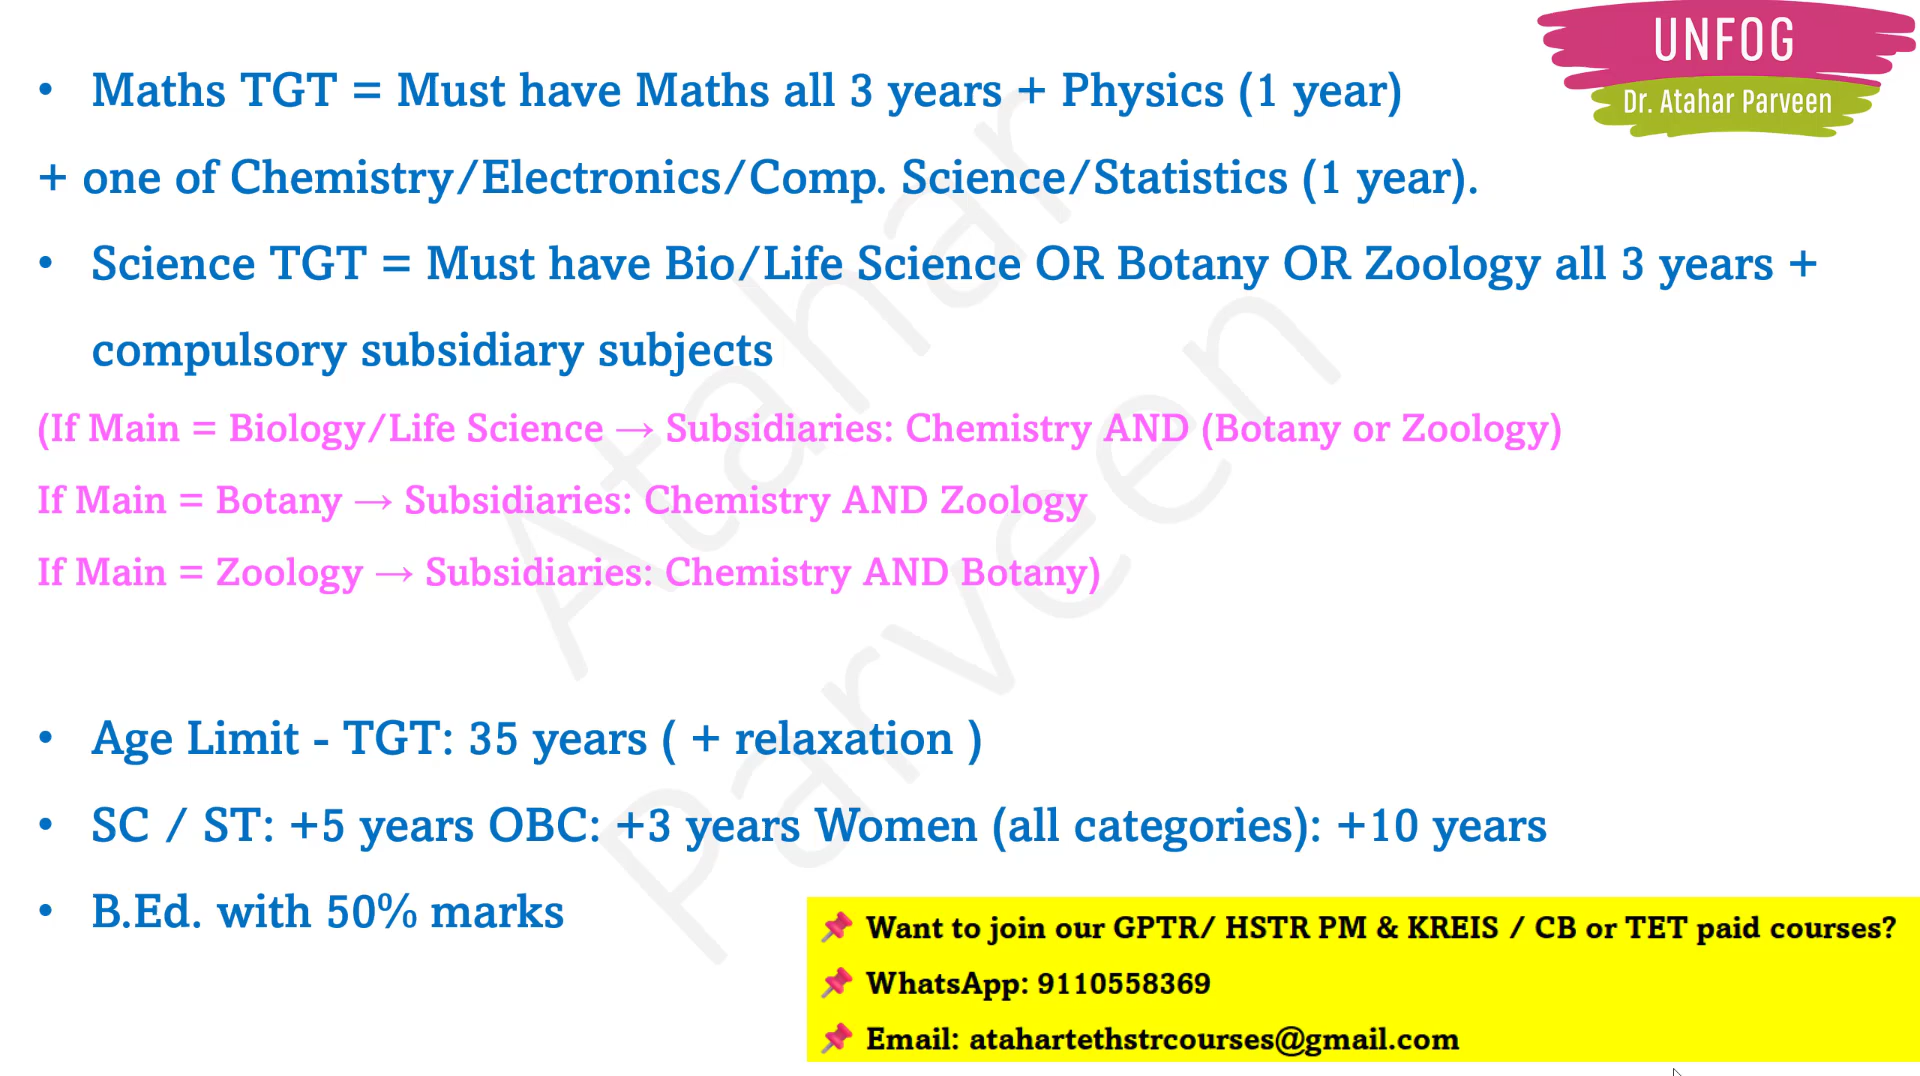 UNFOG
Dr. Atahar Parveen
• Maths TGT = Must have Maths all 3 years + Physics (1 year)
+ one of Chemistry/Electronics/Comp. Science/Statistics (1 year).
• Science TGT = Must have Bio/Life Science OR Botany OR Zoology all 3 years +
compulsory subsidiary subjects
(If Main = Biology/Life Science → Subsidiaries: Chemistry AND (Botany or Zoology)
If Main = Botany → Subsidiaries: Chemistry AND Zoology
If Main = Zoology → Subsidiaries: Chemistry AND Botany)
• Age Limit - TGT: 35 years ( + relaxation )
• SC / ST: +5 years OBC: +3 years Women (all categories): +10 years
• B.Ed. with 50% marks
📌 Want to join our GPTR/ HSTR PM & KREIS / CB or TET paid courses?
📌 WhatsApp: 9110558369
📌 Email: atahartethstrcourses@gmail.com
Atahar
Parveen